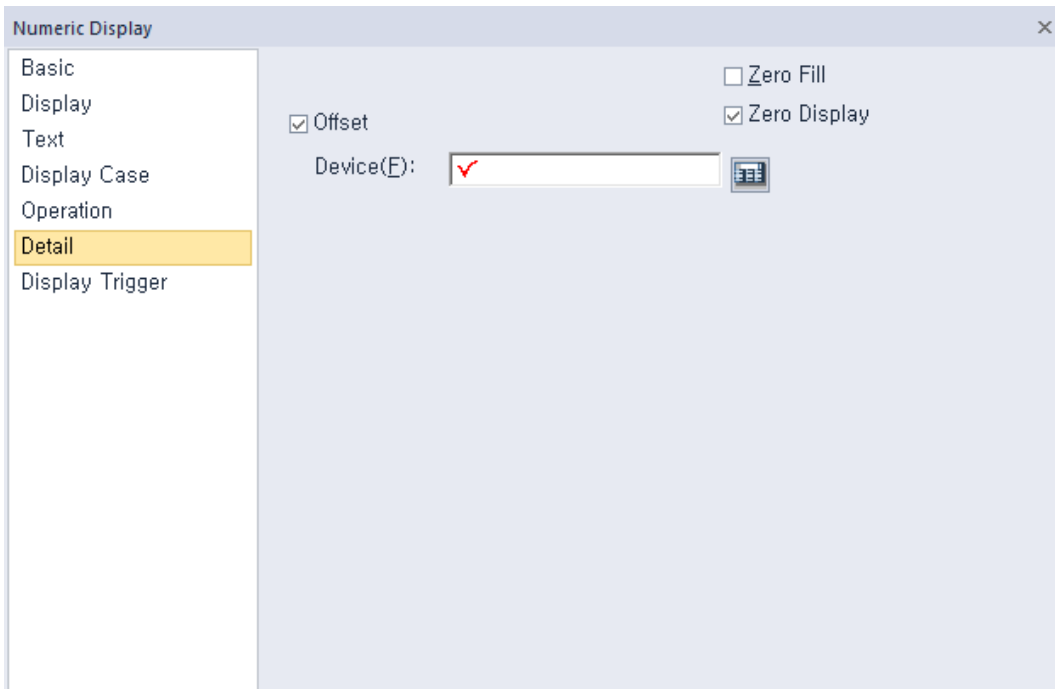 Numeric Display
Basic
Display
Text
Display Case
Operation
Detail
Display Trigger
Zero Fill
Offset
Zero Display
Device(F):